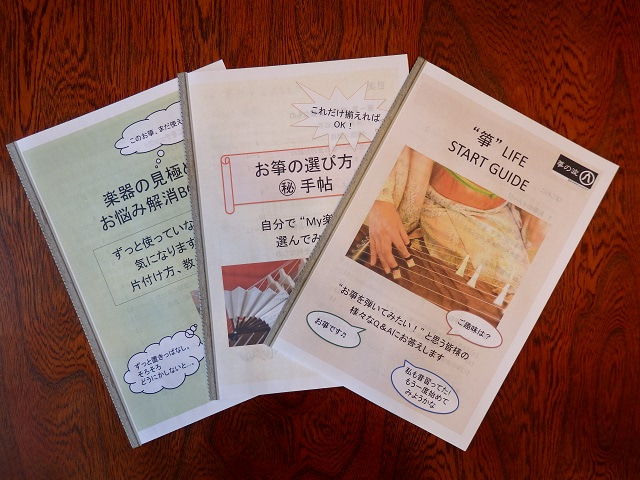 このお箏、まだ使え
楽器の見極め
お悩み解消B
ずっと使っていな
気になります
片付け方、教
ずっと置きっぱなし、
そろそろ
どうにかしないと…。
これだけ揃えれば
OK!
お箏の選び方
㊙手帖
自分で“My楽
選んでみ
“箏”LIFE
START GUIDE
箏の宝
“お箏を弾いてみたい！”と思う皆様の
様々なQ&Aにお答えします
ご趣味は？
お箏です♫
私も昔習ってた！
もう一度始めて
みようかな